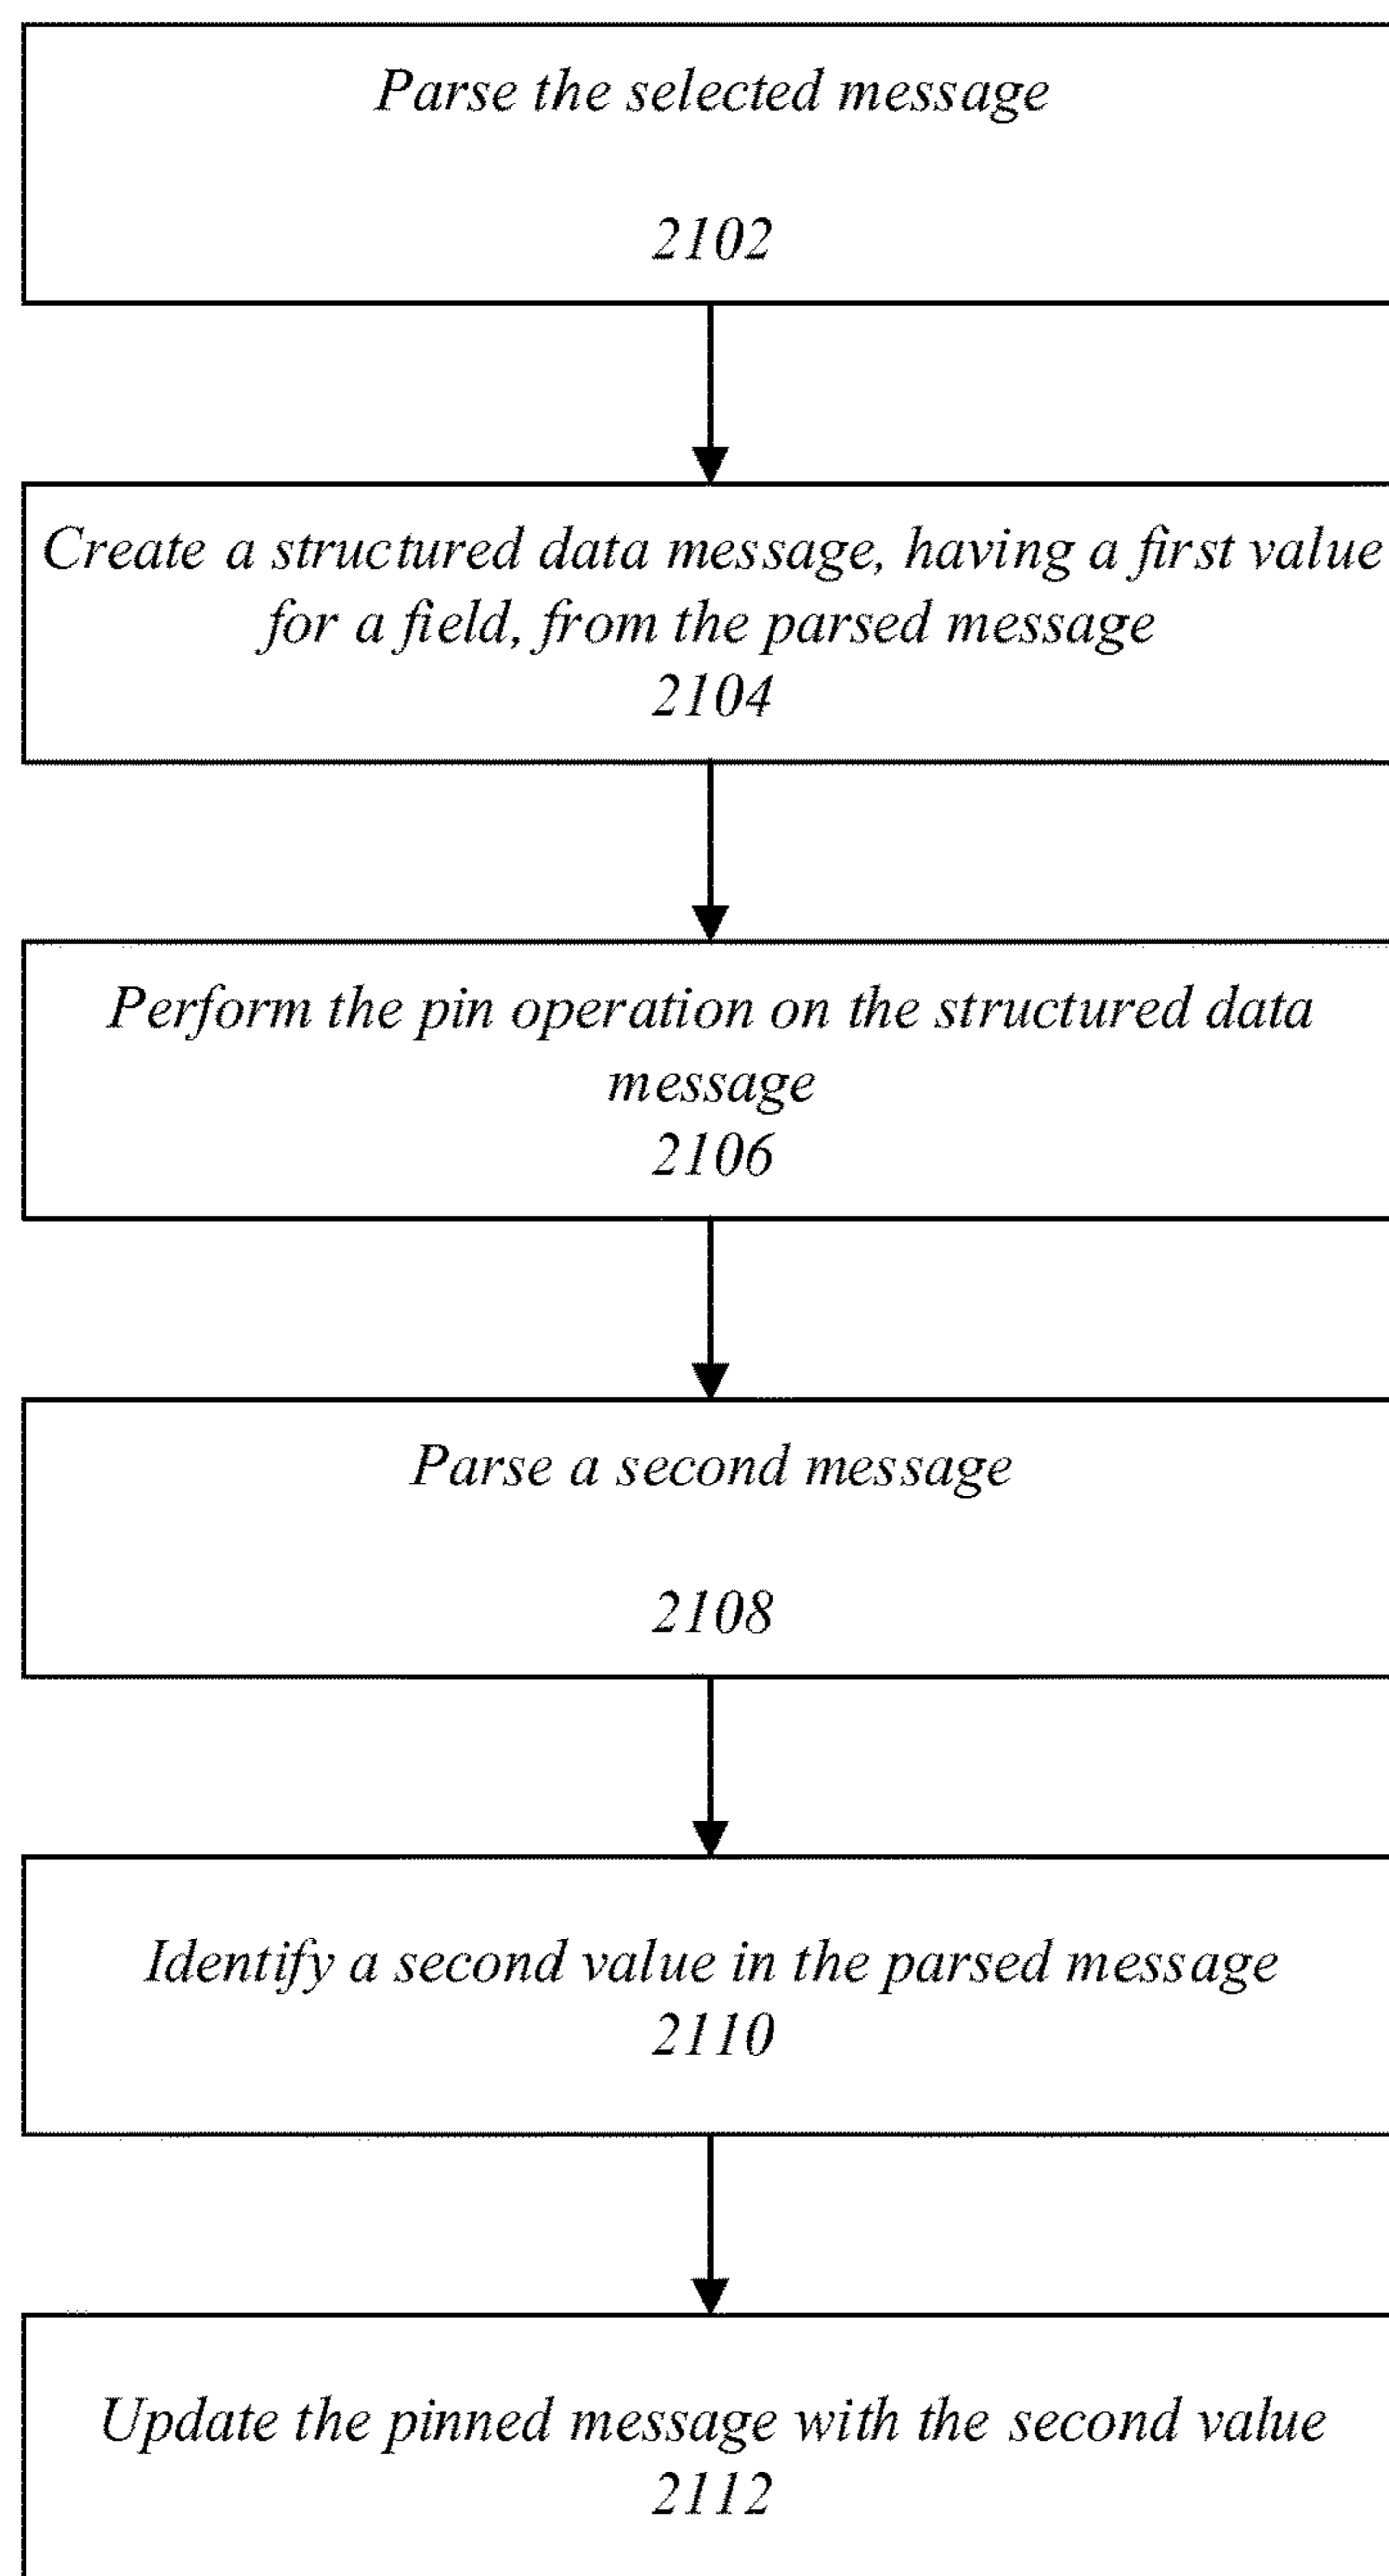 Parse the selected message
2102
Create a structured data message, having a first value
for a field, from the parsed message
2104
Perform the pin operation on the structured data
message
2106
Parse a second message
2108
Identify a second value in the parsed message
2110
Update the pinned message with the second value
2112